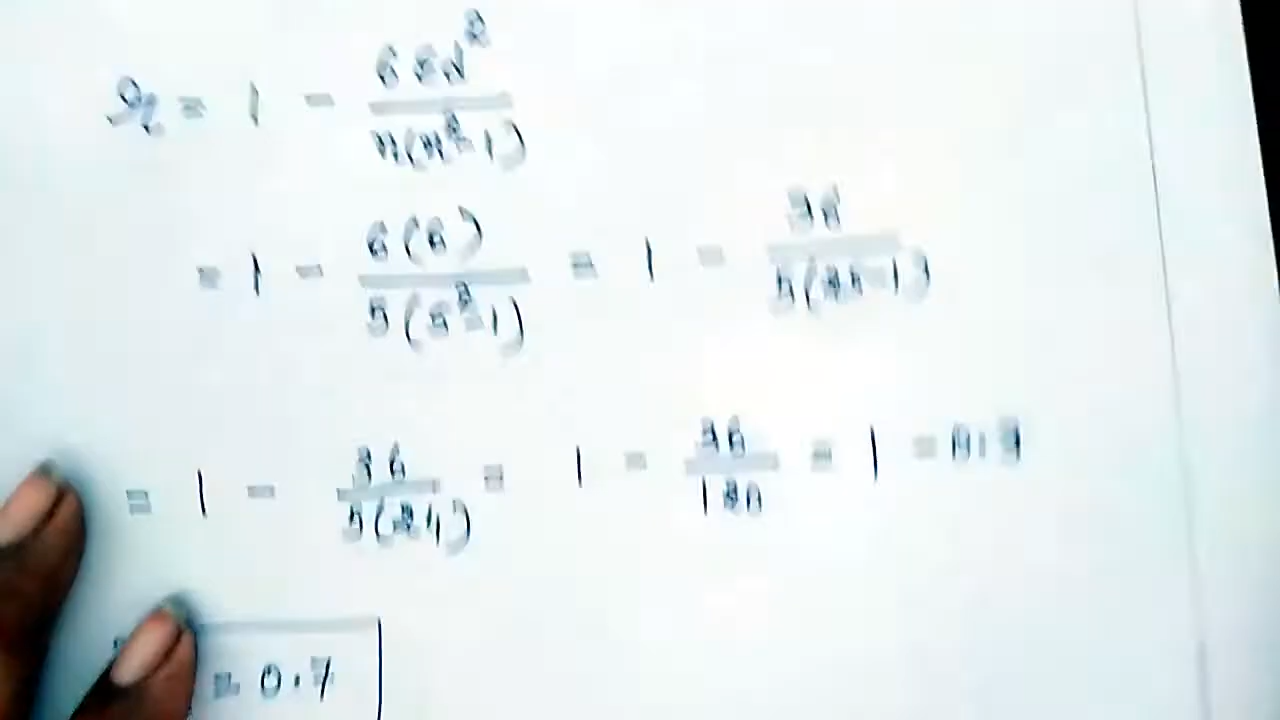 r = 1 - 6Σd² / n(n²-1)
= 1 - 6(6) / 5(5²-1) = 1 - 36 / 5(25-1)
= 1 - 36 / 5(24) = 1 - 36 / 120 = 1 - 0.3
= 0.7